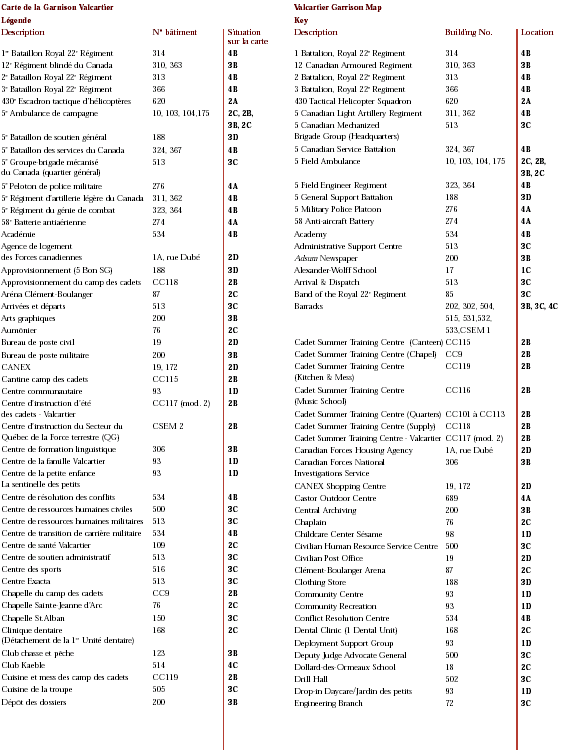 Carte de la Garnison Valcartier
Légende
Description N° bâtiment Situation
sur la carte
1er Bataillon Royal 22e Régiment 314 4B
12e Régiment blindé du Canada 310, 363 3B
2e Bataillon Royal 22e Régiment 313 4B
3e Bataillon Royal 22e Régiment 366 4B
430e Escadron tactique d'hélicoptères 620 2A
5e Ambulance de campagne 10, 103, 104,175 2C, 2B,
3B, 2C
5e Bataillon de soutien général 188 3D
5e Bataillon des services du Canada 324, 367 4B
5e Groupe-brigade mécanisé 513 3C
du Canada (quartier général)
5e Peloton de police militaire 276 4A
5e Régiment d'artillerie légère du Canada 311, 362 4B
5e Régiment du génie de combat 323, 364 4B
58e Batterie antiaérienne 274 4A
Académie 534 4B
Agence de logement
des Forces canadiennes 1A, rue Dubé 2D
Approvisionnement (5 Bon SG) 188 3D
Approvisionnement du camp des cadets CC118 2B
Aréna Clément-Boulanger 87 2C
Arrivées et départs 513 3C
Arts graphiques 200 3B
Aumônier 76 2C
Bureau de poste civil 19 2D
Bureau de poste militaire 200 3B
CANEX 19, 172 2D
Cantine camp des cadets CC115 2B
Centre communautaire 93 1D
Centre d'instruction d'été CC117 (mod. 2) 2B
des cadets - Valcartier
Centre d'instruction du Secteur du CSEM 2 2B
Québec de la Force terrestre (QG)
Centre de formation linguistique 306 3B
Centre de la famille Valcartier 93 1D
Centre de la petite enfance 93 1D
La sentinelle des petits
Centre de résolution des conflits 534 4B
Centre de ressources humaines civiles 500 3C
Centre de ressources humaines militaires 513 3C
Centre de transition de carrière militaire 534 4B
Centre de santé Valcartier 109 2C
Centre de soutien administratif 513 3C
Centre des sports 516 3C
Centre Exacta 513 3C
Chapelle du camp des cadets CC9 2B
Chapelle Sainte-Jeanne d'Arc 76 2C
Chapelle St.Alban 150 3C
Clinique dentaire 168 2C
(Détachement de la 1re Unité dentaire)
Club chasse et pêche 123 3B
Club Kaeble 514 4C
Cuisine et mess des camp des cadets CC119 2B
Cuisine de la troupe 505 3C
Dépôt des dossiers 200 3B
Valcartier Garrison Map
Key
Description Building No. Location
1 Battalion, Royal 22e Regiment 314 4B
12 Canadian Armoured Regiment 310, 363 3B
2 Battalion, Royal 22e Regiment 313 4B
3 Battalion, Royal 22e Regiment 366 4B
430 Tactical Helicopter Squadron 620 2A
5 Canadian Light Artillery Regiment 311, 362 4B
5 Canadian Mechanized 513 3C
Brigade Group (Headquarters)
5 Canadian Service Battalion 324, 367 4B
5 Field Ambulance 10, 103, 104, 175 2C, 2B,
3B, 2C
5 Field Engineer Regiment 323, 364 4B
5 General Support Battalion 188 3D
5 Military Police Platoon 276 4A
58 Anti-aircraft Battery 274 4A
Academy 534 4B
Administrative Support Centre 513 3C
Adsum Newspaper 200 3B
Alexander-Wolff School 17 1C
Arrival & Dispatch 513 3C
Band of the Royal 22e Regiment 85 3C
Barracks 202, 302, 504, 3B, 3C, 4C
515, 531,532,
533,CSEM 1
Cadet Summer Training Centre (Canteen) CC115 2B
Cadet Summer Training Centre (Chapel) CC9 2B
Cadet Summer Training Centre CC119 2B
(Kitchen & Mess)
Cadet Summer Training Centre CC116 2B
(Music School)
Cadet Summer Training Centre (Quarters) CC101 à CC113 2B
Cadet Summer Training Centre (Supply) CC118 2B
Cadet Summer Training Centre - Valcartier CC117 (mod. 2) 2B
Canadian Forces Housing Agency 1A, rue Dubé 2D
Canadian Forces National 306 3B
Investigations Service
CANEX Shopping Centre 19, 172 2D
Castor Outdoor Centre 689 4A
Central Archiving 200 3B
Chaplain 76 2C
Childcare Center Sésame 98 1D
Civilian Human Resource Service Centre 500 3C
Civilian Post Office 19 2D
Clément-Boulanger Arena 87 2C
Clothing Store 188 3D
Community Centre 93 1D
Community Recreation 93 1D
Conflict Resolution Centre 534 4B
Dental Clinic (1 Dental Unit) 168 2C
Deployment Support Group 93 1D
Deputy Judge Advocate General 500 3C
Dollard-des-Ormeaux School 18 2C
Drill Hall 502 3C
Drop-in Daycare/Jardin des petits 93 1D
Engineering Branch 72 3C